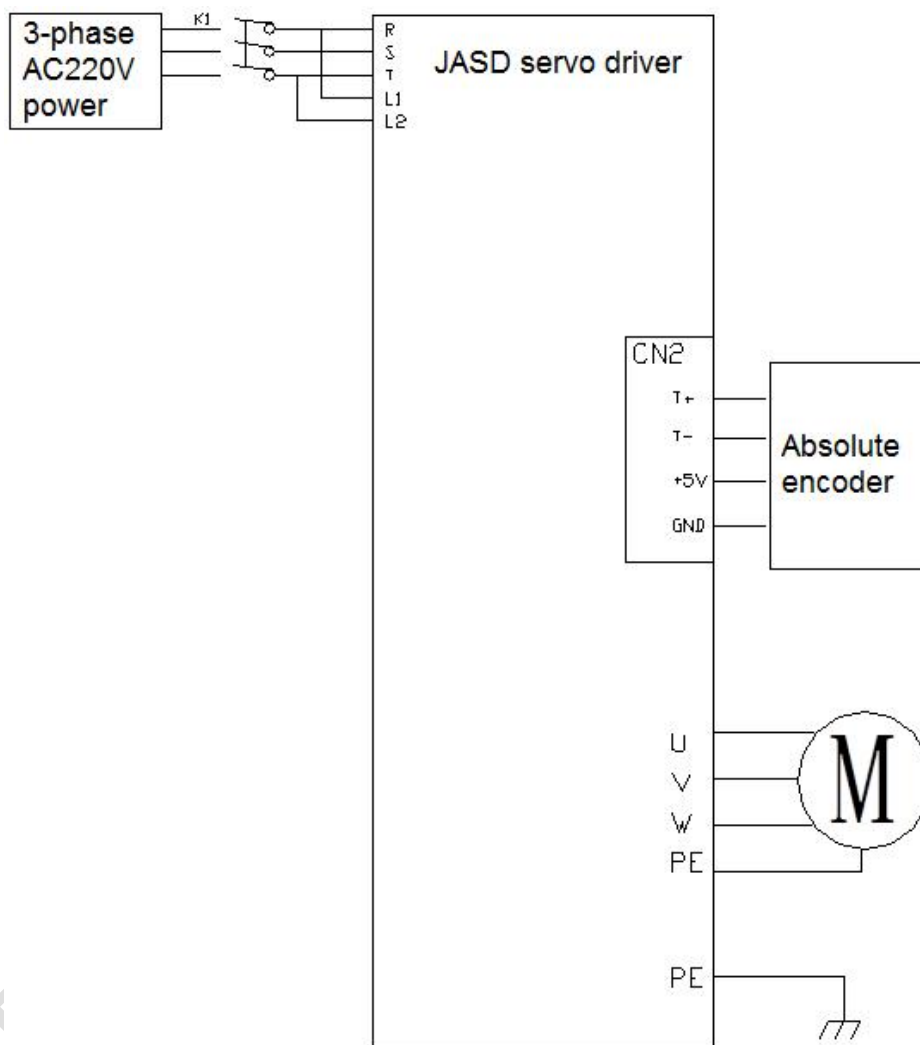 3-phase
AC220V
power
K1
R
S
T
L1
L2
JASD servo driver
CN2
T+
T-
+5V
GND
Absolute
encoder
U
V
W
PE
M
PE